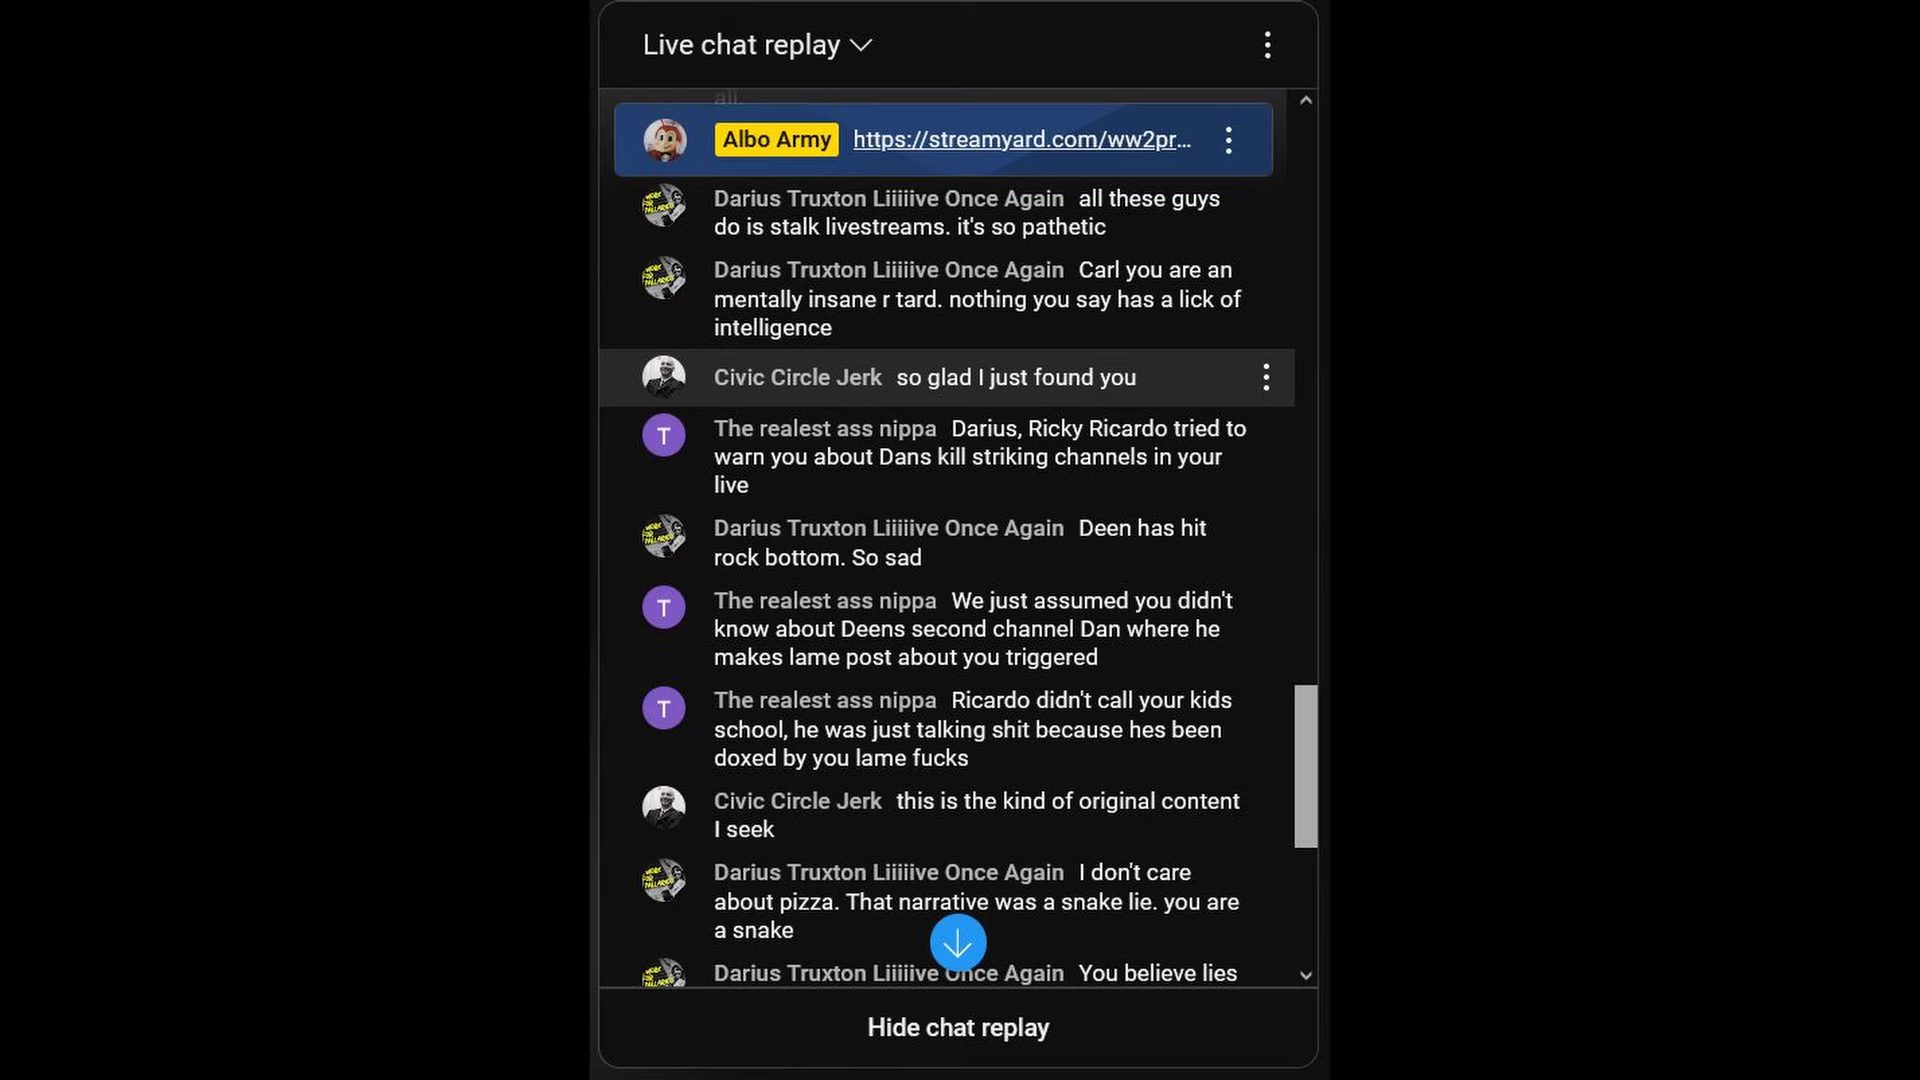 Live chat replay
all.
Albo Army https://streamyard.com/ww2pr...
Darius Truxton Liiiiive Once Again all these guys
do is stalk livestreams. it's so pathetic
Darius Truxton Liiiiive Once Again Carl you are an
mentally insane r tard. nothing you say has a lick of
intelligence
Civic Circle Jerk so glad I just found you
T The realest ass nippa Darius, Ricky Ricardo tried to
warn you about Dans kill striking channels in your
live
Darius Truxton Liiiiive Once Again Deen has hit
rock bottom. So sad
T The realest ass nippa We just assumed you didn't
know about Deens second channel Dan where he
makes lame post about you triggered
T The realest ass nippa Ricardo didn't call your kids
school, he was just talking shit because hes been
doxed by you lame fucks
Civic Circle Jerk this is the kind of original content
I seek
Darius Truxton Liiiiive Once Again I don't care
about pizza. That narrative was a snake lie. you are
a snake
Darius Truxton Liiiiive Once Again You believe lies
Hide chat replay